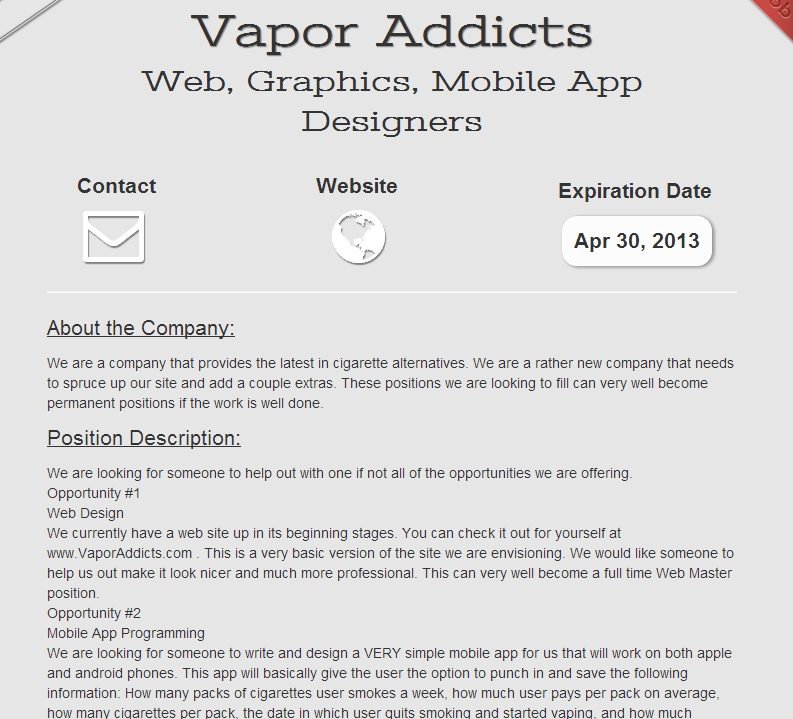 Vapor Addicts
Web, Graphics, Mobile App
Designers
Contact
Website
Expiration Date
Apr 30, 2013
About the Company:
We are a company that provides the latest in cigarette alternatives. We are a rather new company that needs
to spruce up our site and add a couple extras. These positions we are looking to fill can very well become
permanent positions if the work is well done.
Position Description:
We are looking for someone to help out with one if not all of the opportunities we are offering.
Opportunity #1
Web Design
We currently have a web site up in its beginning stages. You can check it out for yourself at
www.VaporAddicts.com . This is a very basic version of the site we are envisioning. We would like someone to
help us out make it look nicer and much more professional. This can very well become a full time Web Master
position.
Opportunity #2
Mobile App Programming
We are looking for someone to write and design a VERY simple mobile app for us that will work on both apple
and android phones. This app will basically give the user the option to punch in and save the following
information: How many packs of cigarettes user smokes a week, how much user pays per pack on average,
how many cigarettes per pack, the date in which user quits smoking and started vaping, and how much